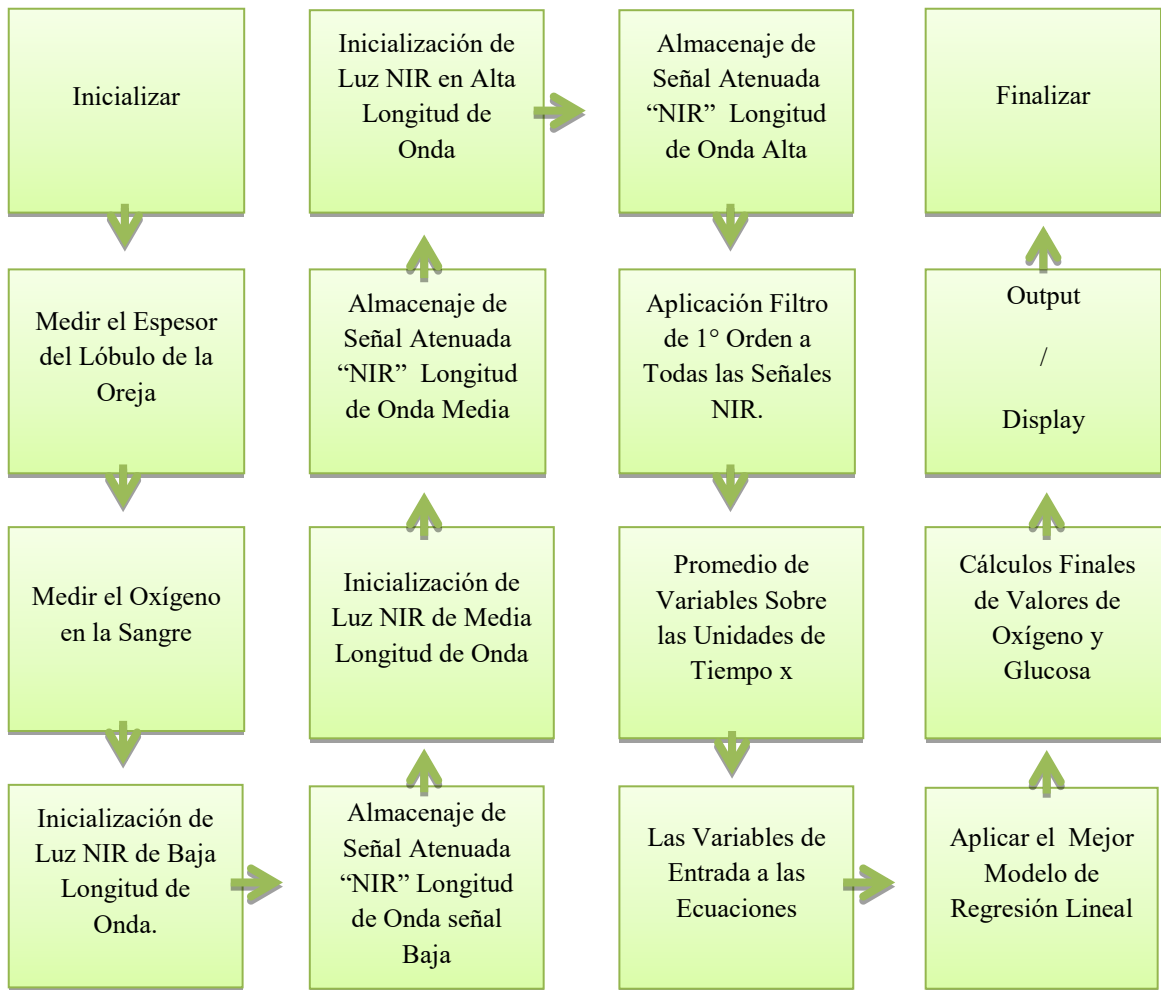 Inicializar
Medir el Espesor
del Lóbulo de la
Oreja
Medir el Oxígeno
en la Sangre
Inicialización de
Luz NIR de Baja
Longitud de
Onda.
Almacenaje de
Señal Atenuada
“NIR” Longitud
de Onda señal
Baja
Inicialización de
Luz NIR de Media
Longitud de Onda
Almacenaje de
Señal Atenuada
“NIR” Longitud
de Onda Media
Inicialización de
Luz NIR en Alta
Longitud de
Onda
Almacenaje de
Señal Atenuada
“NIR” Longitud
de Onda Alta
Aplicación Filtro
de 1° Orden a
Todas las Señales
NIR.
Promedio de
Variables Sobre
las Unidades de
Tiempo x
Las Variables de
Entrada a las
Ecuaciones
Aplicar el Mejor
Modelo de
Regresión Lineal
Cálculos Finales
de Valores de
Oxígeno y
Glucosa
Output
/
Display
Finalizar